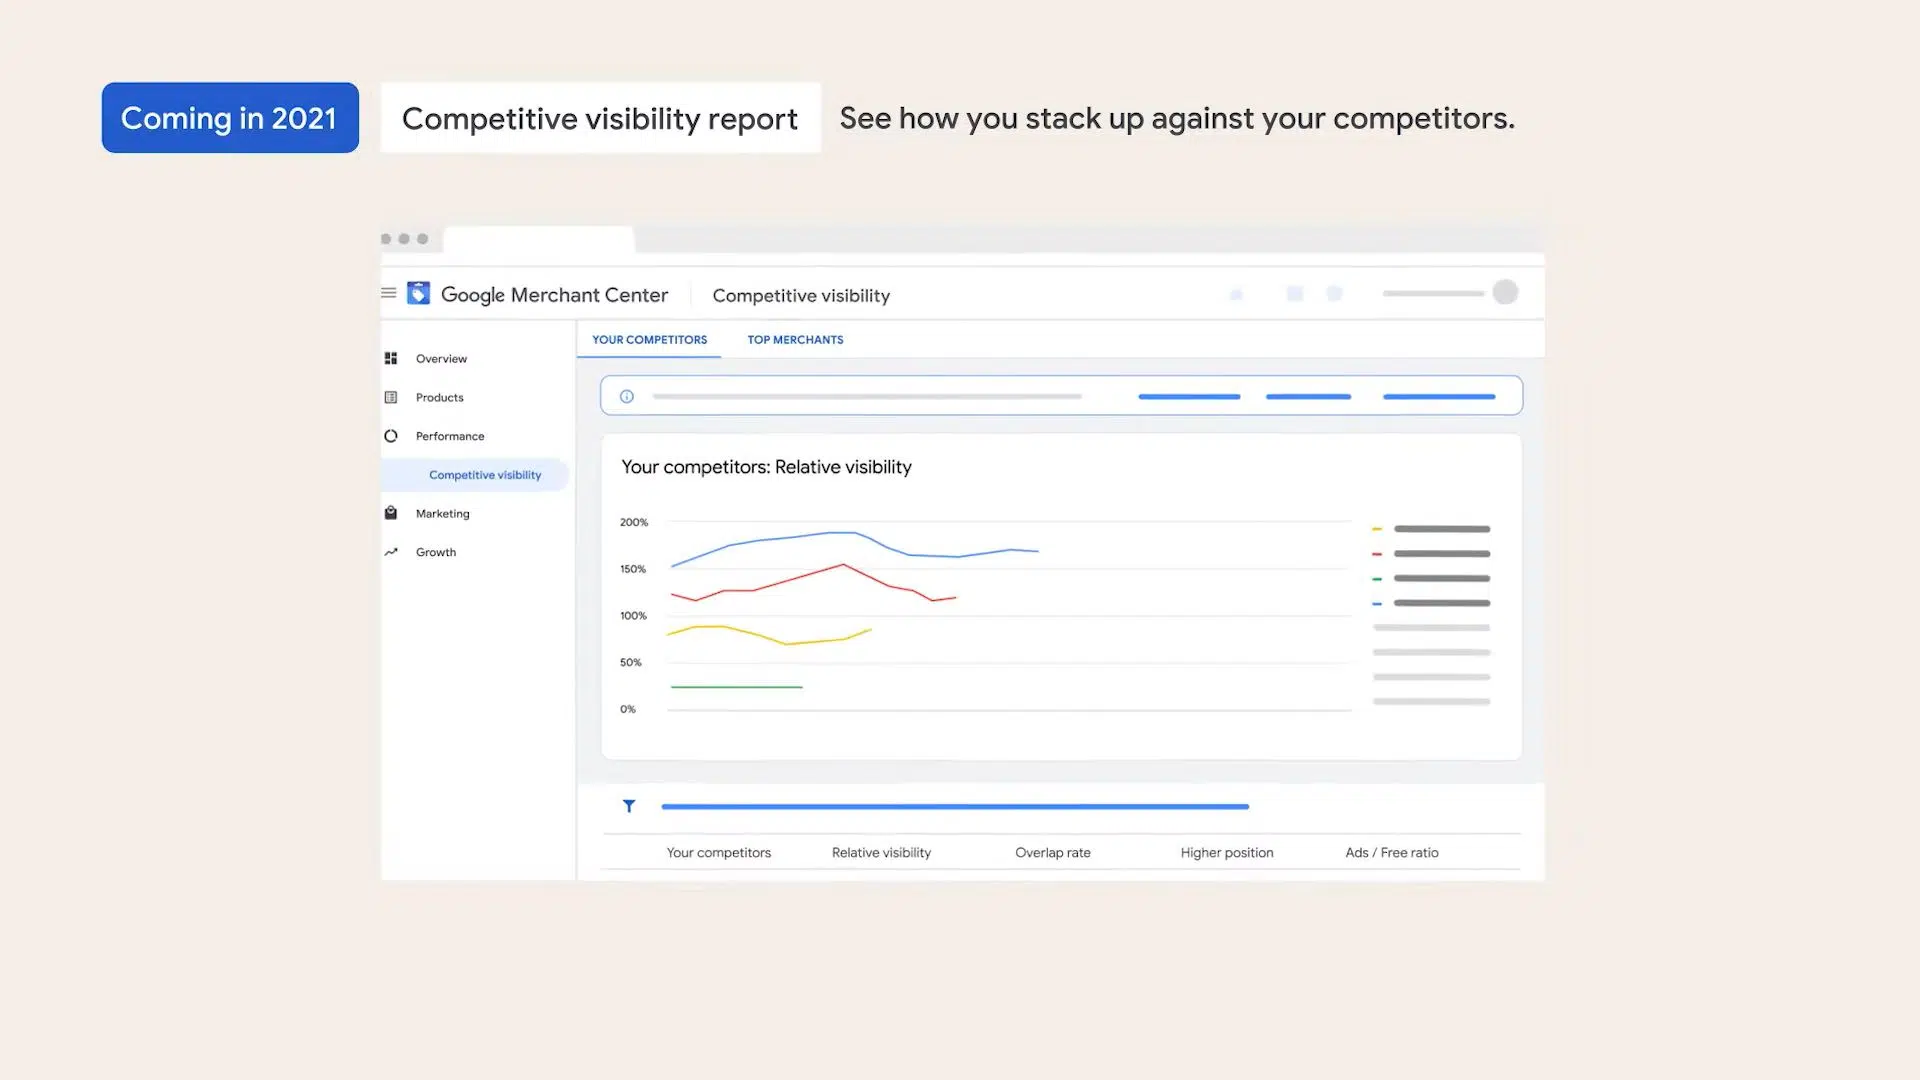 Coming in 2021
Competitive visibility report
See how you stack up against your competitors.
Google Merchant Center
Competitive visibility
Overview
Products
Performance
Competitive visibility
Marketing
Growth
YOUR COMPETITORS
TOP MERCHANTS
Your competitors: Relative visibility
200%
150%
100%
50%
0%
Your competitors
Relative visibility
Overlap rate
Higher position
Ads / Free ratio